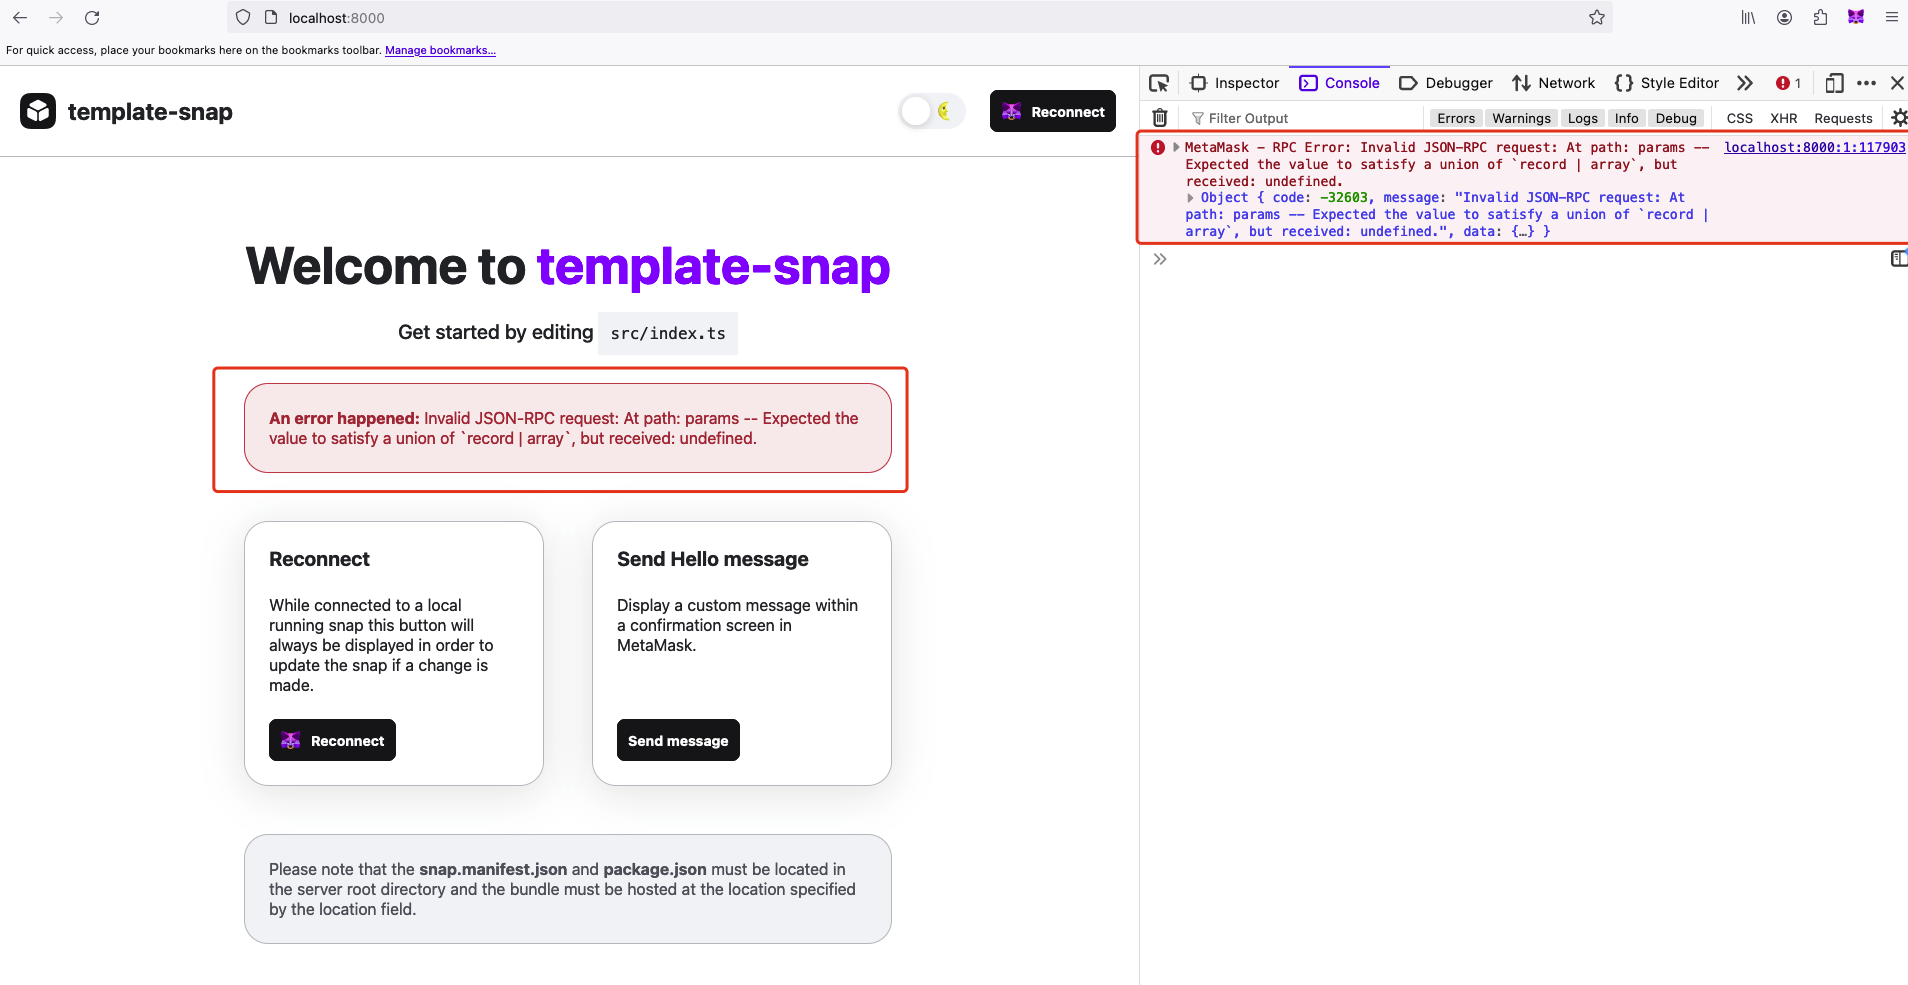 localhost:8000
For quick access, place your bookmarks here on the bookmarks toolbar. Manage bookmarks...
template-snap
Reconnect
Welcome to template-snap
Get started by editing src/index.ts
An error happened: Invalid JSON-RPC request: At path: params -- Expected the
value to satisfy a union of `record | array`, but received: undefined.
Reconnect
While connected to a local
running snap this button will
always be displayed in order to
update the snap if a change is
made.
Reconnect
Send Hello message
Display a custom message within
a confirmation screen in
MetaMask.
Send message
Please note that the snap.manifest.json and package.json must be located in
the server root directory and the bundle must be hosted at the location specified
by the location field.
Inspector Console Debugger Network Style Editor 1
Filter Output Errors Warnings Logs Info Debug CSS XHR Requests
MetaMask - RPC Error: Invalid JSON-RPC request: At path: params -- localhost:8000:1:117903
Expected the value to satisfy a union of `record | array`, but
received: undefined.
Object { code: -32603, message: "Invalid JSON-RPC request: At
path: params -- Expected the value to satisfy a union of `record |
array`, but received: undefined.", data: {…} }